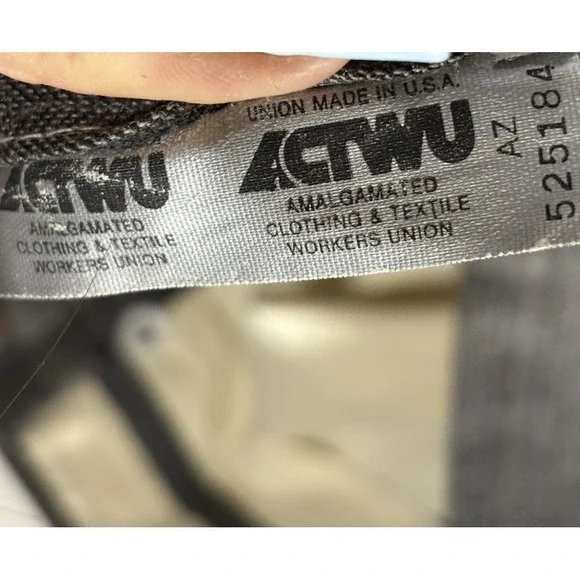 ACTWU
AMALGAMATED
CLOTHING & TEXTILE
WORKERS UNION
UNION MADE IN U.S.A.
ACTWU
AMALGAMATED
CLOTHING & TEXTILE
WORKERS UNION
AZ
525184